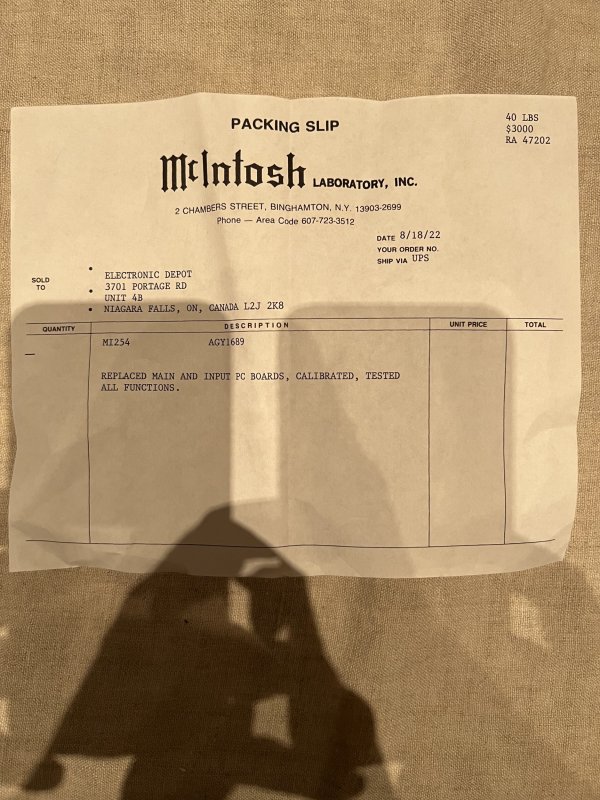 PACKING SLIP
40 LBS
$3000
RA 47202
McIntosh LABORATORY, INC.
2 CHAMBERS STREET, BINGHAMTON, N.Y. 13903-2699
Phone — Area Code 607-723-3512
DATE 8/18/22
YOUR ORDER NO.
SHIP VIA UPS
SOLD
TO
• ELECTRONIC DEPOT
• 3701 PORTAGE RD
UNIT 4B
• NIAGARA FALLS, ON, CANADA L2J 2K8
QUANTITY DESCRIPTION UNIT PRICE TOTAL
MI254 AGY1689
REPLACED MAIN AND INPUT PC BOARDS, CALIBRATED, TESTED
ALL FUNCTIONS.